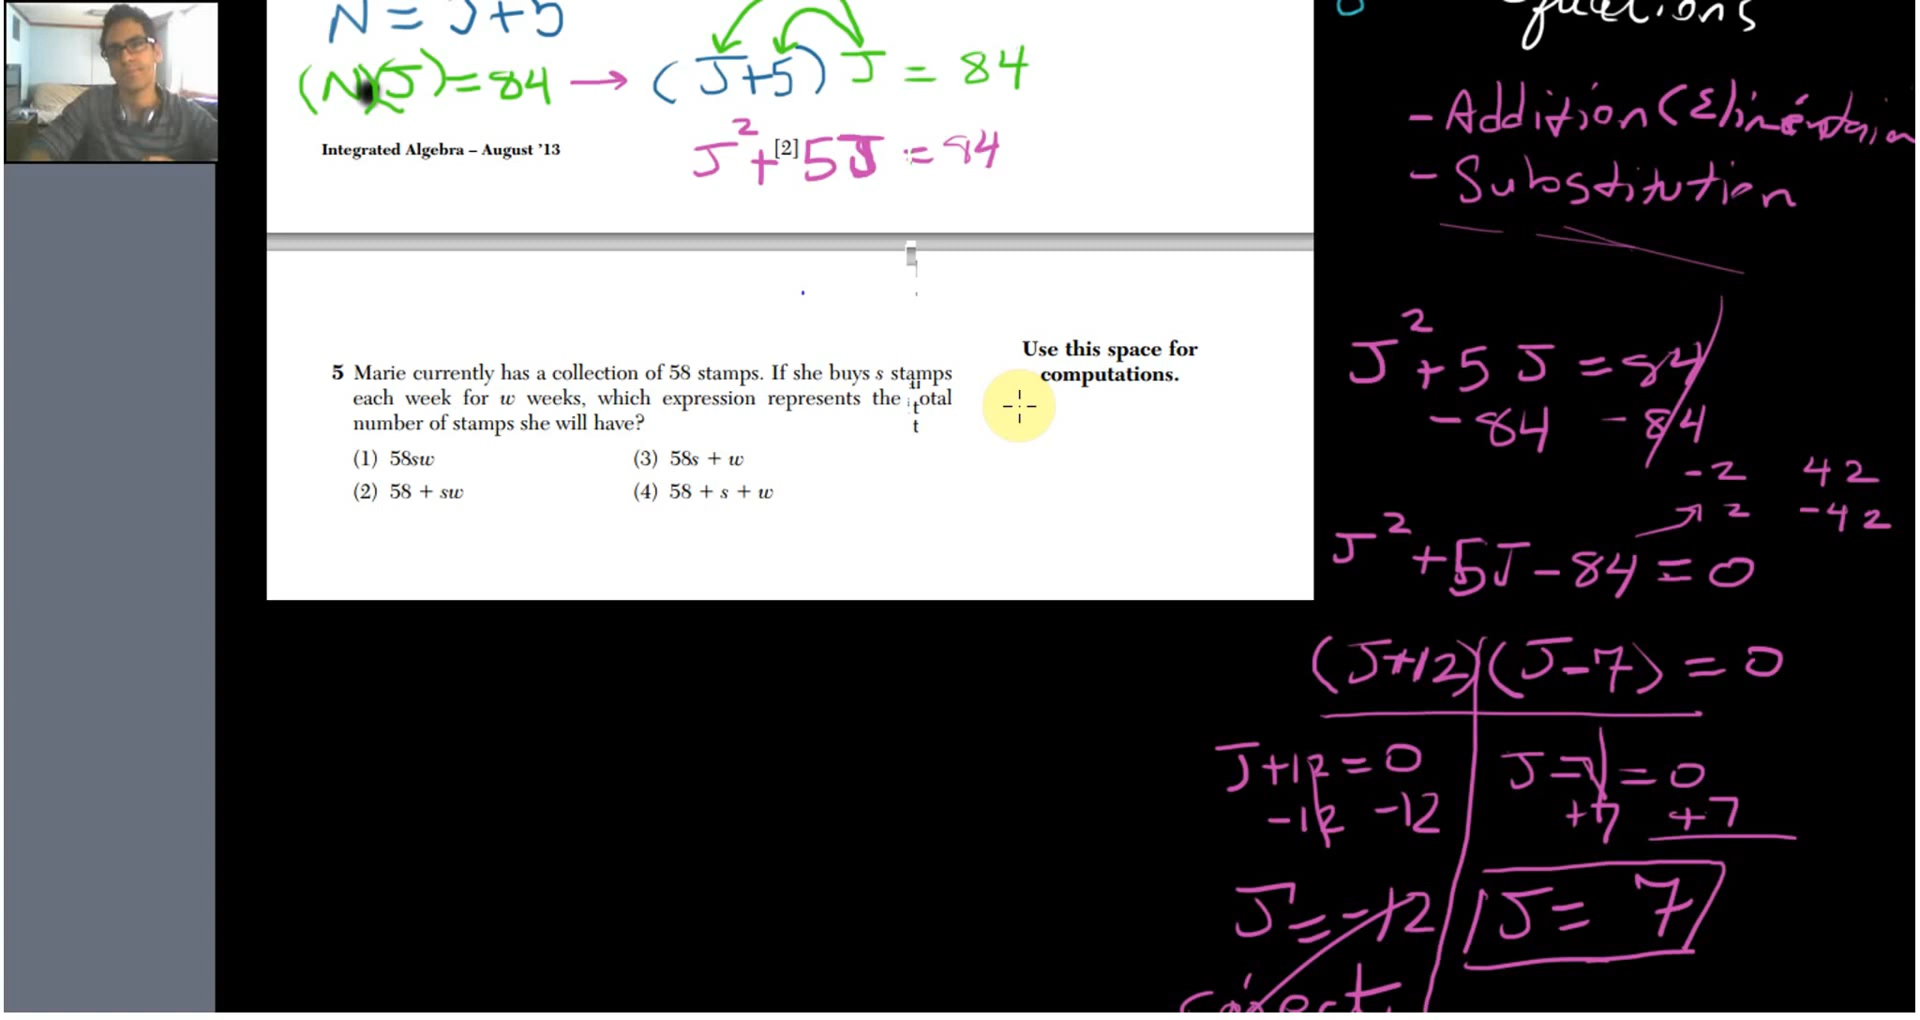 N = J+5
(N)(J) = 84 → (J+5) J = 84
Integrated Algebra – August '13
[2]
J² + 5J = 84
5 Marie currently has a collection of 58 stamps. If she buys s stamps
each week for w weeks, which expression represents the total
number of stamps she will have?
(1) 58sw
(3) 58s + w
(2) 58 + sw
(4) 58 + s + w
Use this space for
computations.
- Addition (
- Substitution
J² + 5J = 84
- 84 - 84
-2 42
2 -42
J² + 5J - 84 = 0
(J+12)(J-7) = 0
J+12 = 0
-12 -12
J = -12
J-7 = 0
+7 +7
J = 7